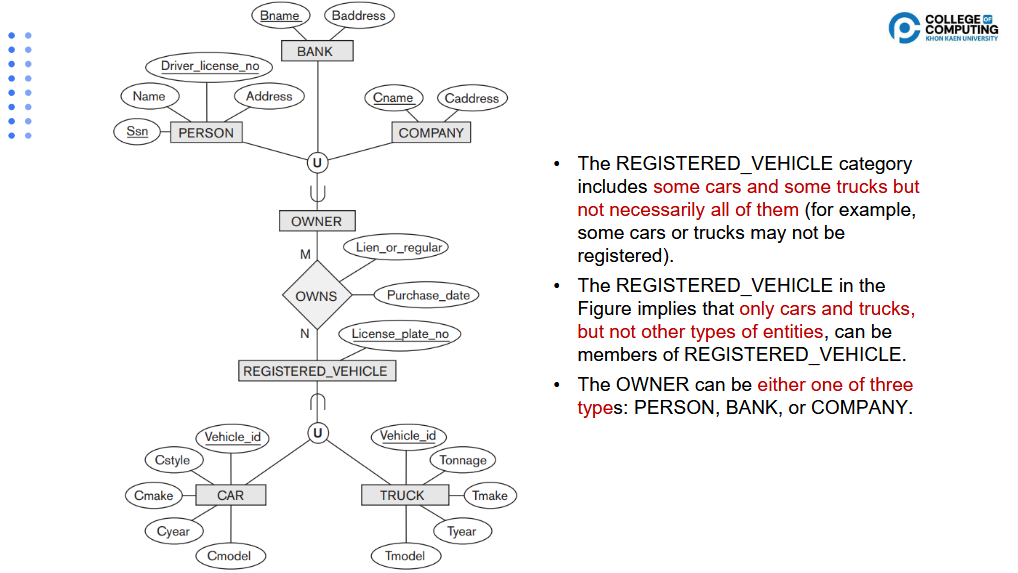 COLLEGE OF
COMPUTING
KHON KAEN UNIVERSITY
Bname
Baddress
BANK
Driver_license_no
Name
Address
Ssn
PERSON
Cname
Caddress
COMPANY
U
OWNER
M
Lien_or_regular
OWNS
Purchase_date
N
License_plate_no
REGISTERED_VEHICLE
U
Vehicle_id
Cstyle
Cmake
CAR
Cyear
Cmodel
Vehicle_id
Tonnage
TRUCK
Tmake
Tyear
Tmodel
• The REGISTERED_VEHICLE category
includes some cars and some trucks but
not necessarily all of them (for example,
some cars or trucks may not be
registered).
• The REGISTERED_VEHICLE in the
Figure implies that only cars and trucks,
but not other types of entities, can be
members of REGISTERED_VEHICLE.
• The OWNER can be either one of three
types: PERSON, BANK, or COMPANY.